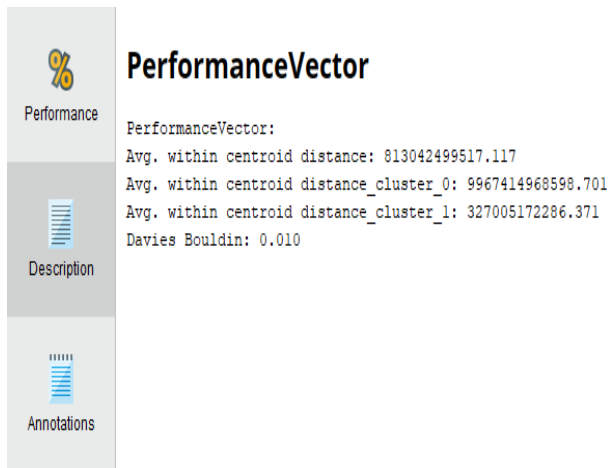 Performance
Description
Annotations
PerformanceVector
PerformanceVector:
Avg. within centroid distance: 813042499517.117
Avg. within centroid distance_cluster_0: 9967414968598.701
Avg. within centroid distance_cluster_1: 327005172286.371
Davies Bouldin: 0.010